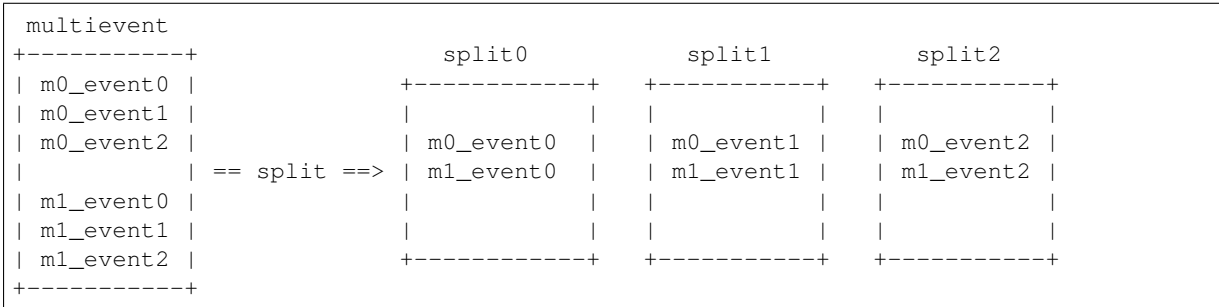 multievent
+-----------+                 split0           split1          split2
| m0_event0 |              +------------+   +-----------+   +-----------+
| m0_event1 |              |            |   |           |   |           |
| m0_event2 |              | m0_event0  |   | m0_event1 |   | m0_event2 |
|           | == split ==> | m1_event0  |   | m1_event1 |   | m1_event2 |
| m1_event0 |              |            |   |           |   |           |
| m1_event1 |              |            |   |           |   |           |
| m1_event2 |              +------------+   +-----------+   +-----------+
+-----------+